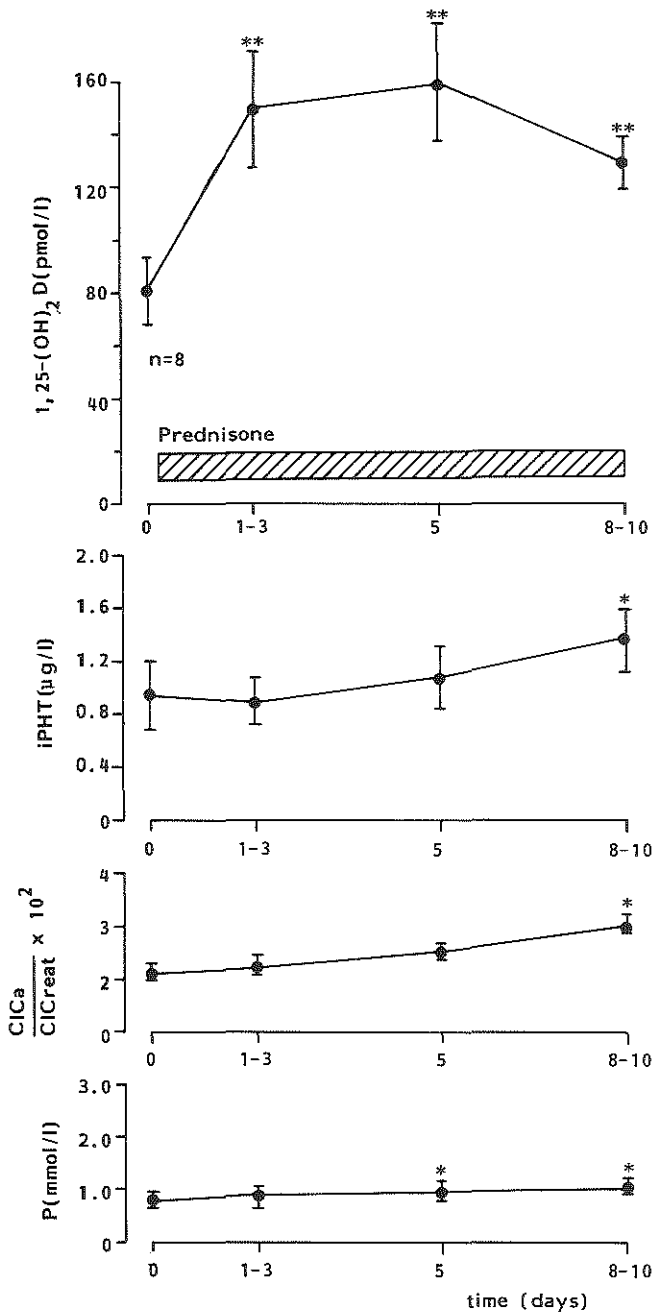 **
**
**
160
120
80
40
0
1,25-(OH)2 D(pmol/l)
n=8
Prednisone
0 1-3 5 8-10
2.0
1.6
1.2
0.8
0.4
0
iPHT(μg/l)
*
0 1-3 5 8-10
4
3
2
0
ClCa
ClCreat
× 10²
*
0 1-3 5 8-10
3.0
2.0
1.0
0
P(mmol/l)
*
*
0 1-3 5 8-10
time (days)